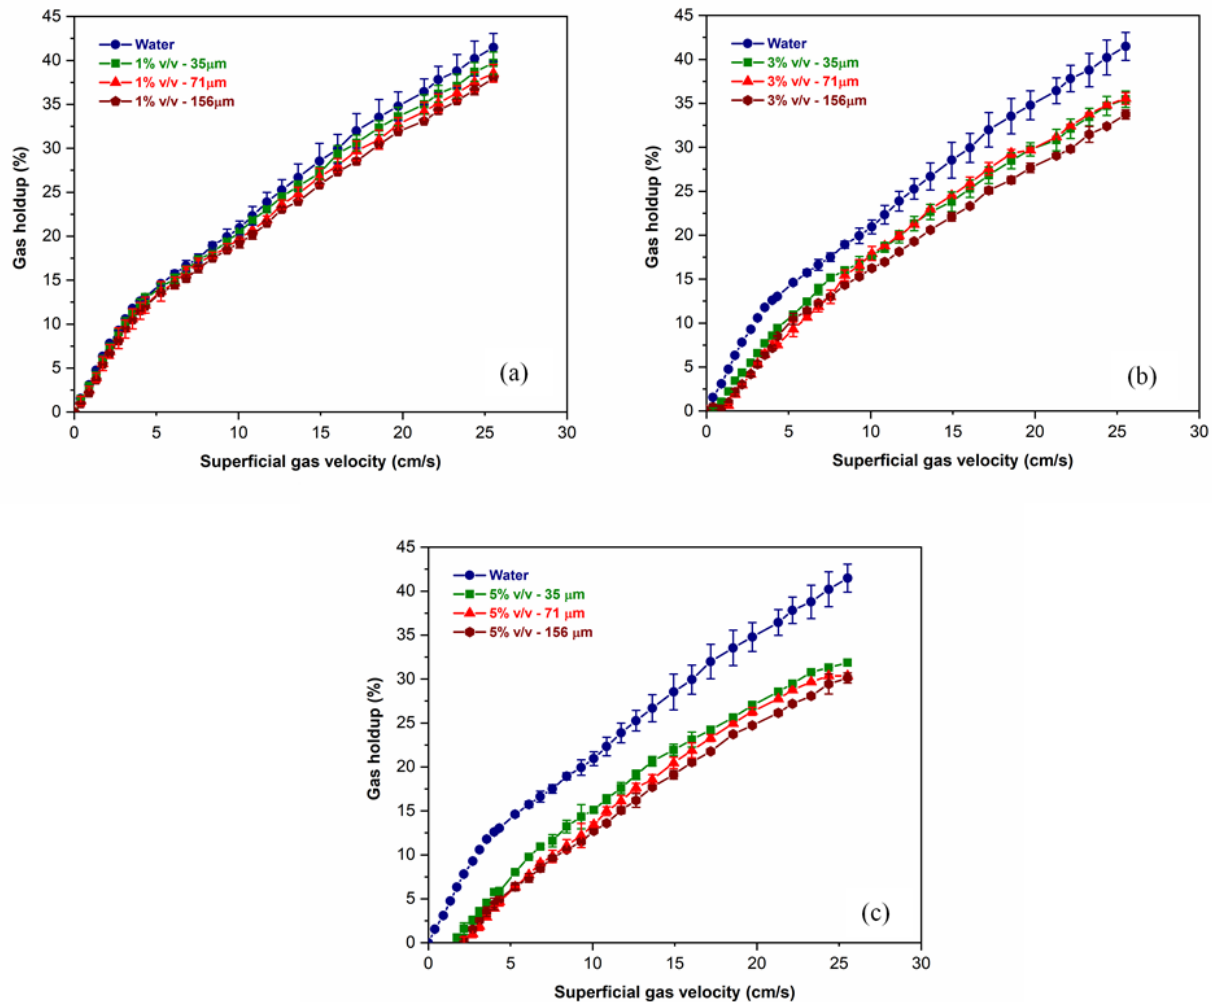 45
40
35
30
25
20
15
10
5
0
Gas holdup (%)
Water
1% v/v - 35μm
1% v/v - 71μm
1% v/v - 156μm
(a)
0 5 10 15 20 25 30
Superficial gas velocity (cm/s)
45
40
35
30
25
20
15
10
5
0
Gas holdup (%)
Water
3% v/v - 35μm
3% v/v - 71μm
3% v/v - 156μm
(b)
0 5 10 15 20 25 30
Superficial gas velocity (cm/s)
45
40
35
30
25
20
15
10
5
0
Gas holdup (%)
Water
5% v/v - 35 μm
5% v/v - 71 μm
5% v/v - 156 μm
(c)
0 5 10 15 20 25 30
Superficial gas velocity (cm/s)